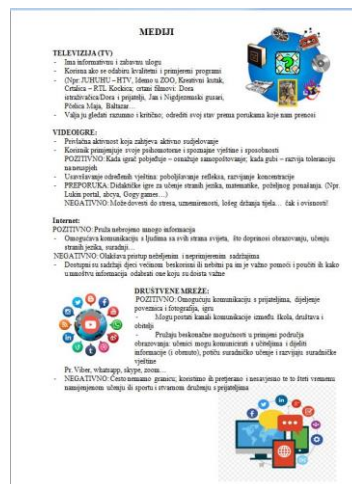 MEDIJI
TELEVIZIJA (TV)
- Ima informativnu i zabavnu ulogu
- Korisna ako se odabiru kvalitetni i primjereni programi
- (Npr. JUHUHU – HTV, Idemo u ZOO, Kreativni kutak,
Crtalica – RTL Kockica; crtani filmovi: Dora
istraživačica/Dora i prijatelji, Jan i Nigdjezemski gusari,
Pčelica Maja, Baltazar…
- Valja ju gledati razumno i kritično; odrediti svoj stav prema porukama koje nam prenosi
VIDEOIGRE:
- Privlačna aktivnost koja zahtjeva aktivno sudjelovanje
- Korisnik primjenjuje svoje psihomotorne i spoznajne vještine i sposobnosti
POZITIVNO: Kada igrač pobjeđuje – osnažuje samopoštovanje; kada gubi – razvija toleranciju
na neuspjeh
- Usavršavanje određenih vještina: poboljšavanje refleksa, razvijanje koncentracije
- PREPORUKA: Didaktičke igre za učenje stranih jezika, matematike, poželjnog ponašanja. (Npr.
Lukin portal, abcya, Gogy games…)
NEGATIVNO: Može dovesti do stresa, uznemirenosti, lošeg držanja tijela… čak i ovisnosti!
Internet:
POZITIVNO: Pruža nebrojeno mnogo informacija
- Omogućava komunikaciju s ljudima sa svih strana svijeta, što doprinosi obrazovanju, učenju
stranih jezika, suradnji…
NEGATIVNO: Olakšava pristup neželjenim i neprimjerenim sadržajima
- Dostupni su sadržaji djeci većinom beskorisni ili nebitni pa im je važno pomoći i poučiti ih kako
u mnoštvu informacija odabrati one koju su doista važne
DRUŠTVENE MREŽE:
POZITIVNO: Omogućuju komunikaciju s prijateljima, dijeljenje
poveznica i fotografija, igru
- Mogu postati kanali komunikacije između škola, društava i
obitelji
- Pružaju beskonačne mogućnosti u primjeni područja
obrazovanja: učenici mogu komunicirati s učiteljima i dijeliti
informacije (i obrnuto), potiču suradničko učenje i razvijaju suradničke
vještine
Pr. Viber, whatsapp, skype, zoom…
- NEGATIVNO: Često nemamo granicu; koristimo ih pretjerano i nesavjesno te to šteti vremenu
namijenjenom učenju ili sportu i stvarnom druženju s prijateljima